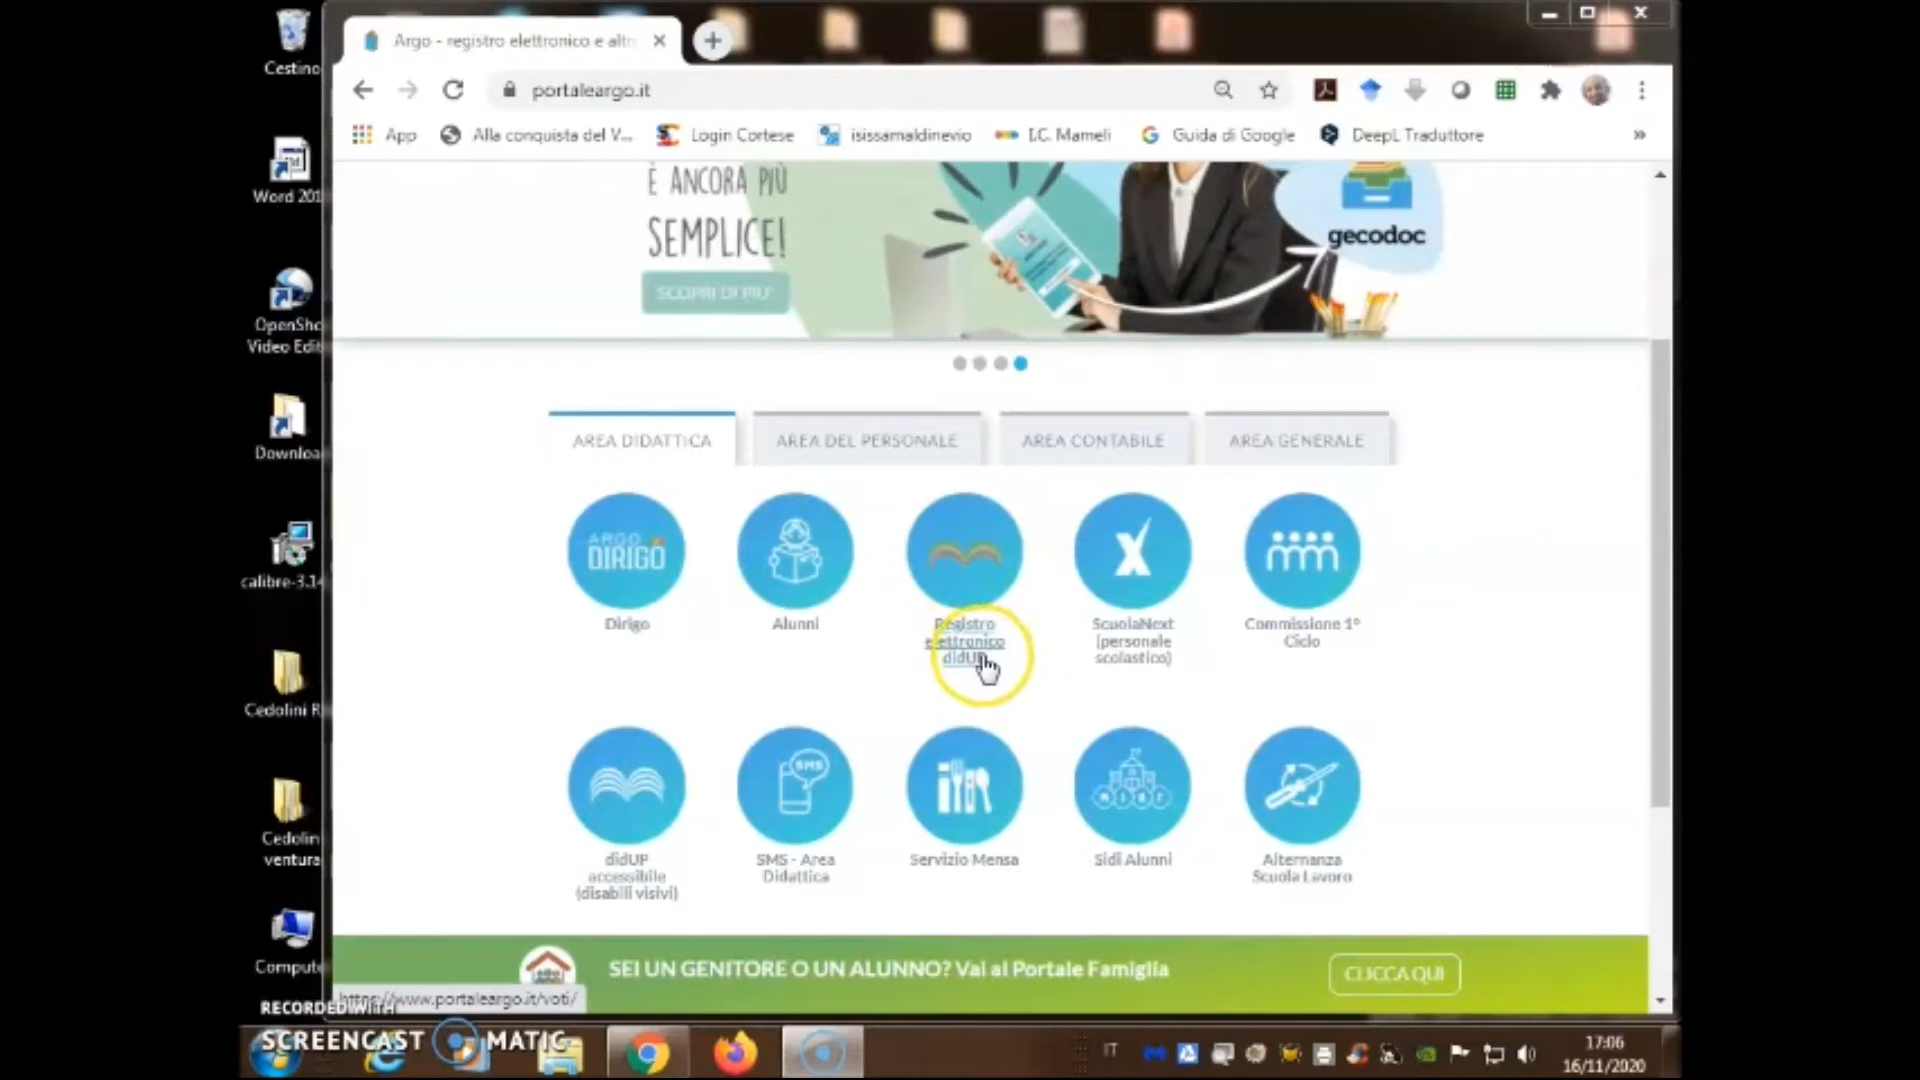 Cestino
Word 201
OpenSho
Video Edit
Downloa
calibre-3.14
Cedolini R
Cedolin
ventura
Compute
Argo - registro elettronico e altr
portaleargo.it
App
Alla conquista del V...
Login Cortese
isissamaldinevio
I.C. Mameli
Guida di Google
DeepL Traduttore
»
È ANCORA PIÙ
SEMPLICE!
SCOPRI DI PIU'
gecodoc
AREA DIDATTICA
AREA DEL PERSONALE
AREA CONTABILE
AREA GENERALE
ARGO
DIRIGO
Dirigo
Alunni
Registro
elettronico
didUP
ScuolaNext
(personale
scolastico)
Commissione 1°
Ciclo
SMS
didUP
accessibile
(disabili visivi)
SMS - Area
Didattica
Servizio Mensa
Sidi Alunni
Alternanza
Scuola Lavoro
SEI UN GENITORE O UN ALUNNO? Vai al Portale Famiglia
CLICCA QUI
https://www.portaleargo.it/voti/
RECORDED WITH
SCREENCAST MATIC
IT
17:06
16/11/2020